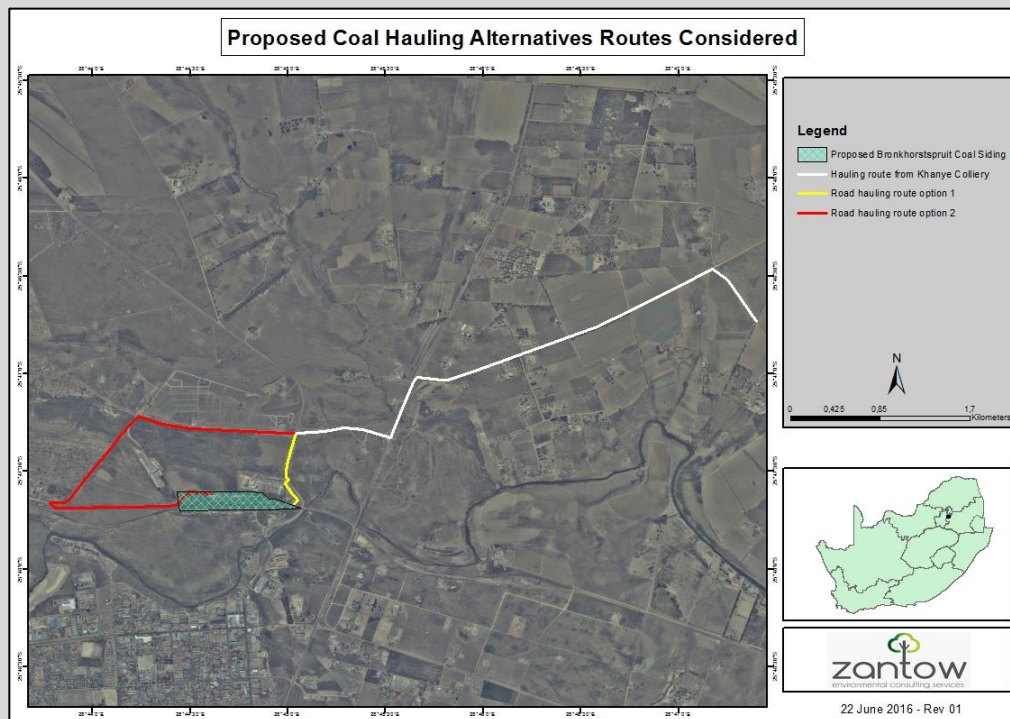 Proposed Coal Hauling Alternatives Routes Considered
Legend
Proposed Bronkhorstspruit Coal Siding
Hauling route from Khanye Colliery
Road hauling route option 1
Road hauling route option 2
N
0 0,425 0,85 1,7
Kilometers
zantow
environmental consulting services
22 June 2016 - Rev 01